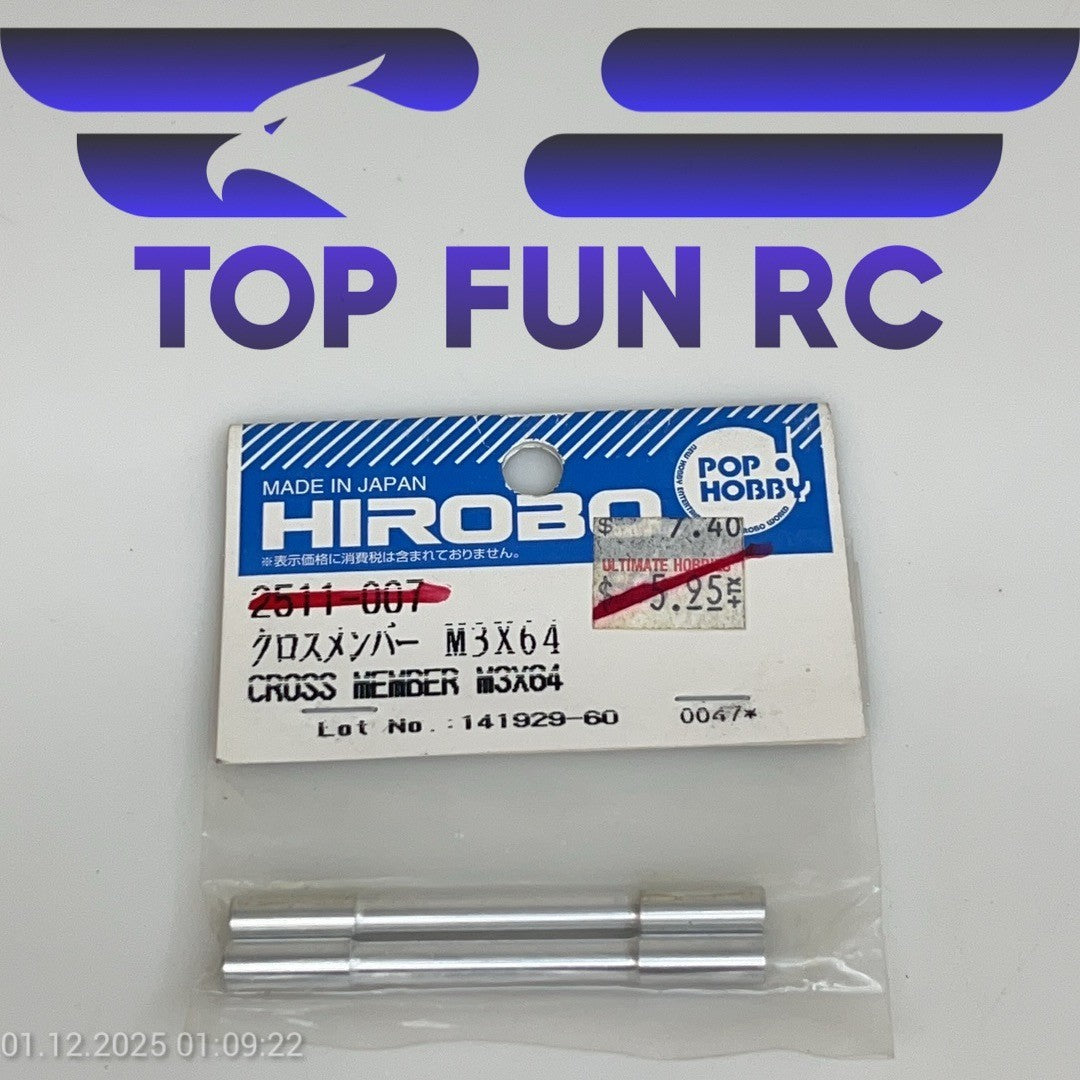 TOP FUN RC
MADE IN JAPAN
HIROBO
※表示価格に消費税は含まれておりません。
POP
HOBBY
$ 7.40
ULTIMATE HOBBIES
$ 5.95
2511-007
クロスメンバー M3X64
CROSS MEMBER M3X64
Lot No.:141929-60 0047*
01.12.2025 01:09:22